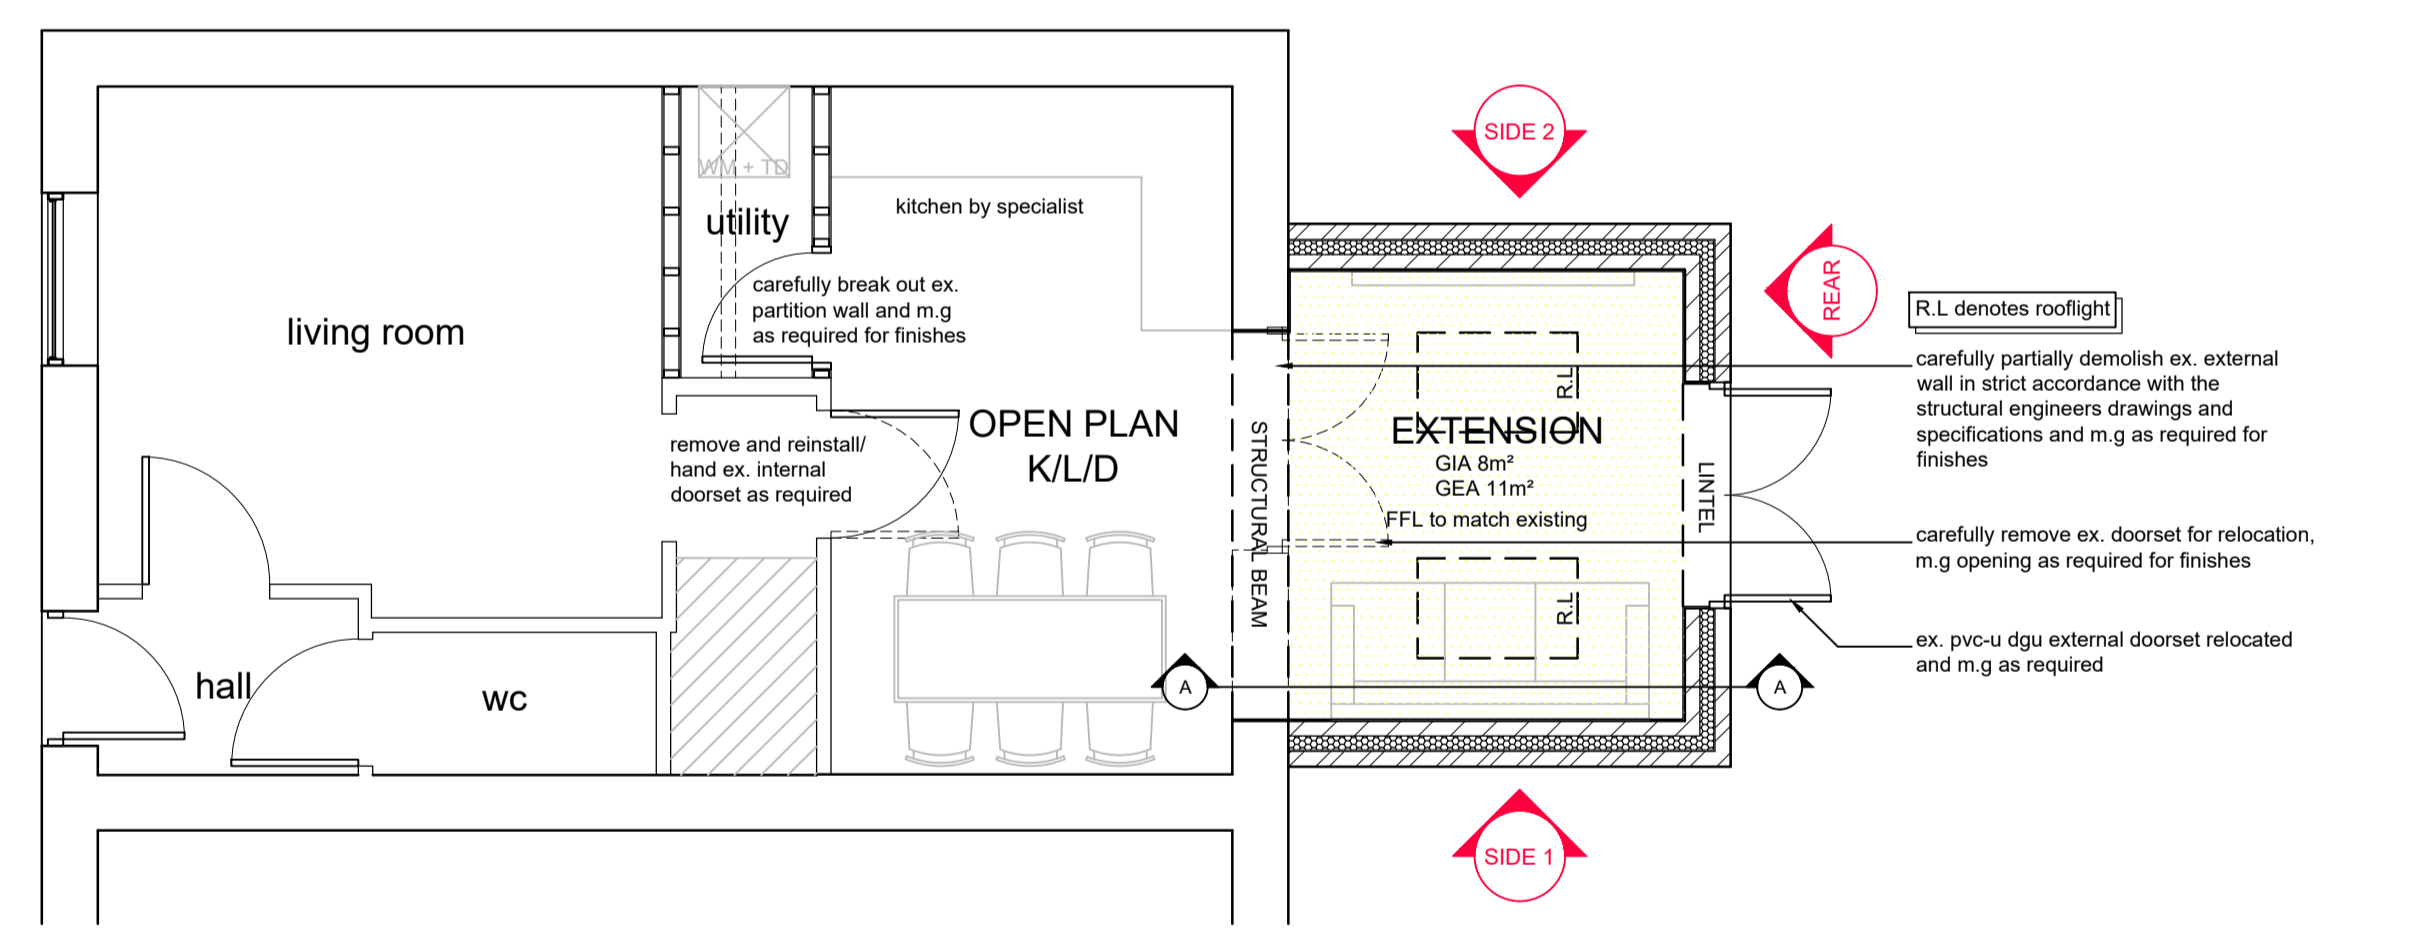 SIDE 2
WM + TD
utility
kitchen by specialist
carefully break out ex.
partition wall and m.g
as required for finishes
living room
REAR
R.L denotes rooflight
carefully partially demolish ex. external
wall in strict accordance with the
structural engineers drawings and
specifications and m.g as required for
finishes
R.L
OPEN PLAN
K/L/D
EXTENSION
GIA 8m²
GEA 11m²
FFL to match existing
STRUCTURAL BEAM
LINTEL
remove and reinstall/
hand ex. internal
doorset as required
carefully remove ex. doorset for relocation,
m.g opening as required for finishes
R.L
ex. pvc-u dgu external doorset relocated
and m.g as required
hall
wc
A
A
SIDE 1